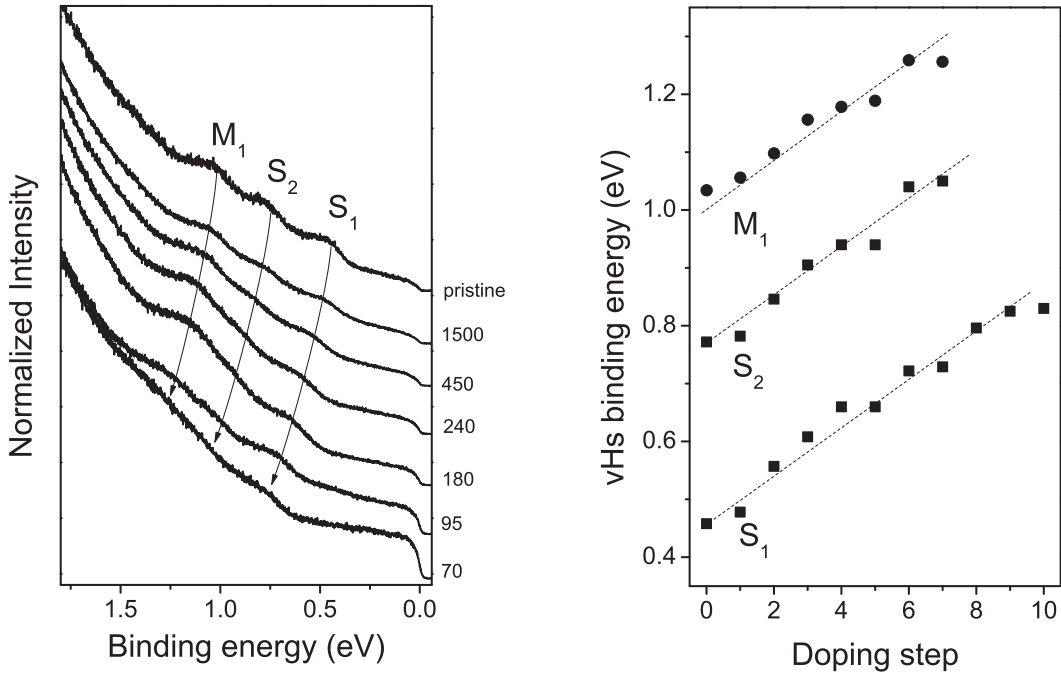 M1
S2
S1
pristine
1500
450
240
180
95
70
Normalized Intensity
1.5 1.0 0.5 0.0
Binding energy (eV)
1.2
1.0
0.8
0.6
0.4
vHs binding energy (eV)
M1
S2
S1
0 2 4 6 8 10
Doping step